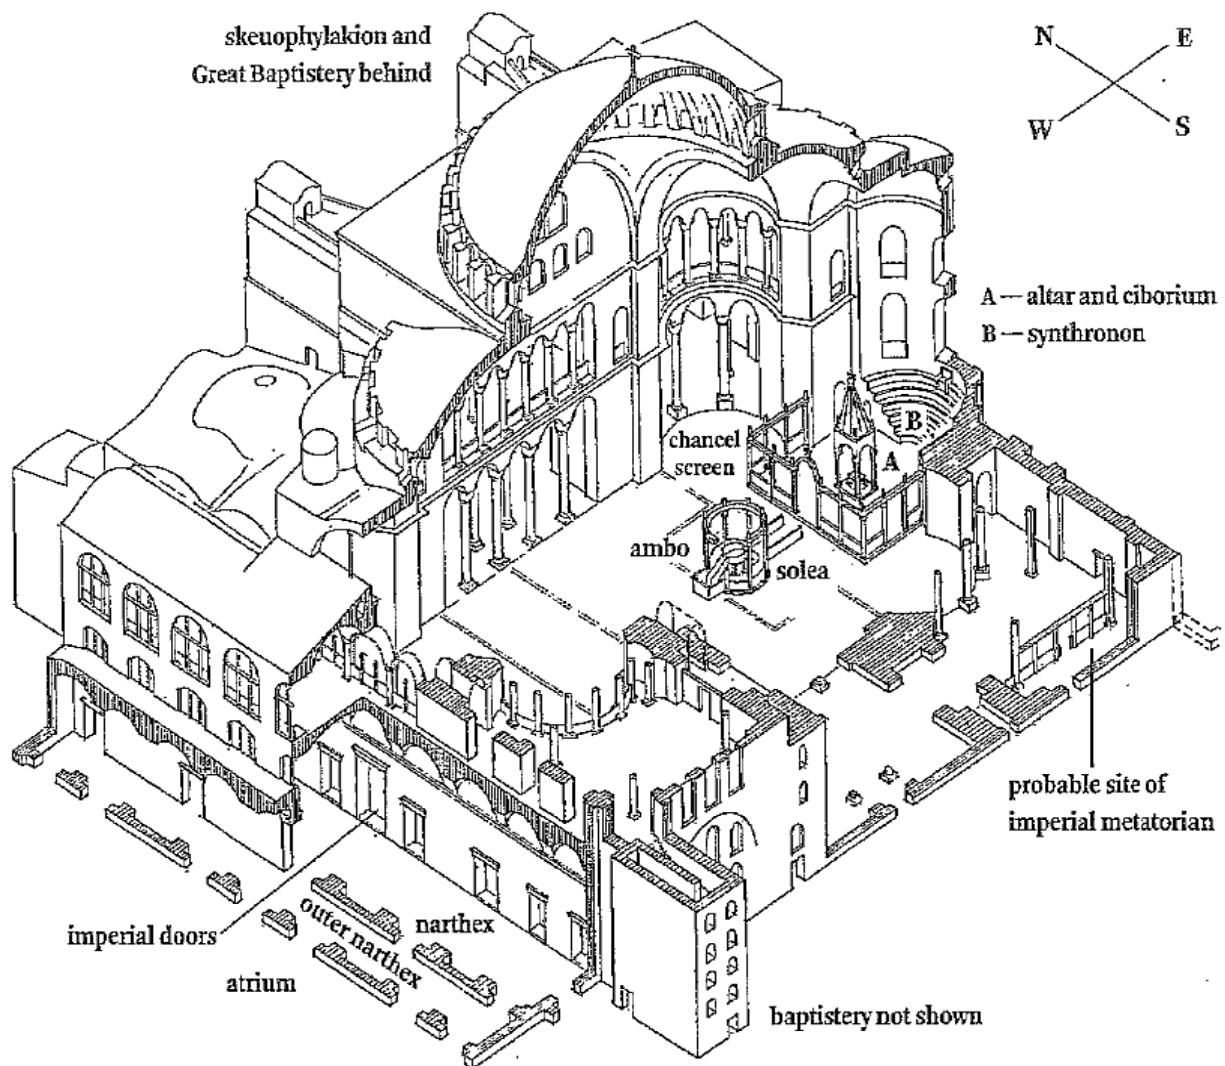 skeuophylakion and
Great Baptistery behind
N
E
W
S
A — altar and ciborium
B — synthronon
B
A
chancel
screen
ambo
solea
probable site of
imperial metatorian
imperial doors
narthex
outer narthex
atrium
baptistery not shown